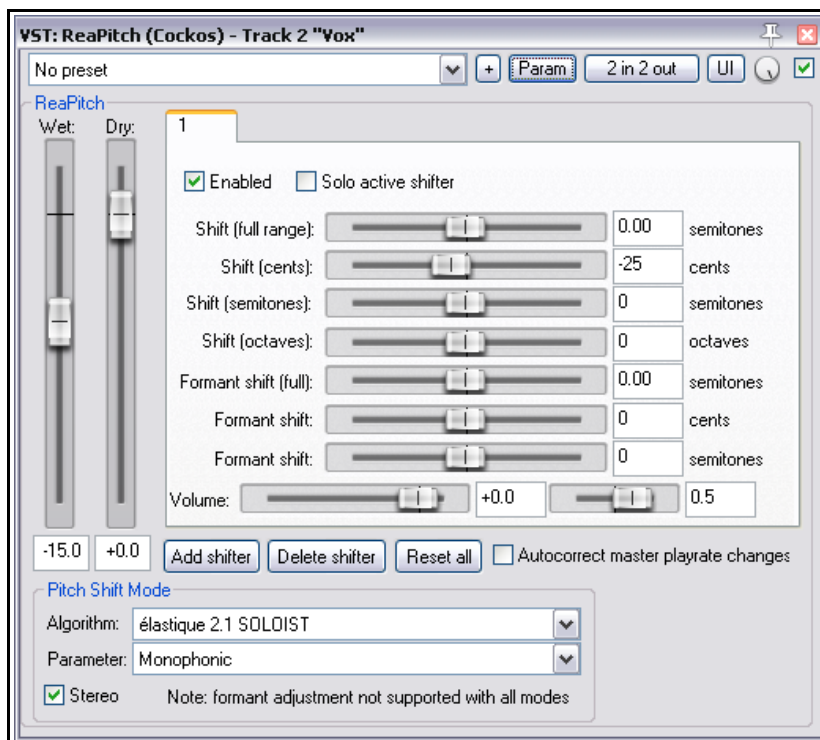 VST: ReaPitch (Cockos) - Track 2 "Vox"
No preset + Param 2 in 2 out UI
ReaPitch
Wet: Dry: 1
Enabled Solo active shifter
Shift (full range): 0.00 semitones
Shift (cents): -25 cents
Shift (semitones): 0 semitones
Shift (octaves): 0 octaves
Formant shift (full): 0.00 semitones
Formant shift: 0 cents
Formant shift: 0 semitones
Volume: +0.0 0.5
-15.0 +0.0 Add shifter Delete shifter Reset all Autocorrect master playrate changes
Pitch Shift Mode
Algorithm: élastique 2.1 SOLOIST
Parameter: Monophonic
Stereo Note: formant adjustment not supported with all modes